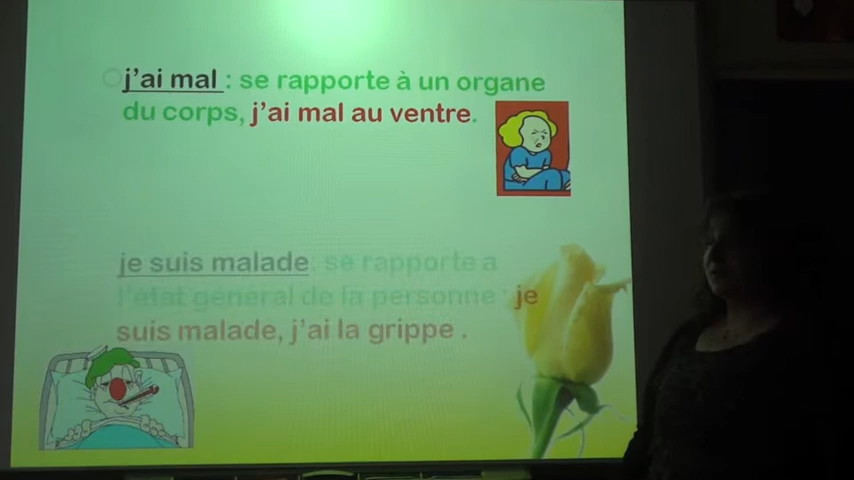 j'ai mal : se rapporte à un organe
du corps, j'ai mal au ventre.
je suis malade: se rapporte a
l'état général de la personne : je
suis malade, j'ai la grippe .